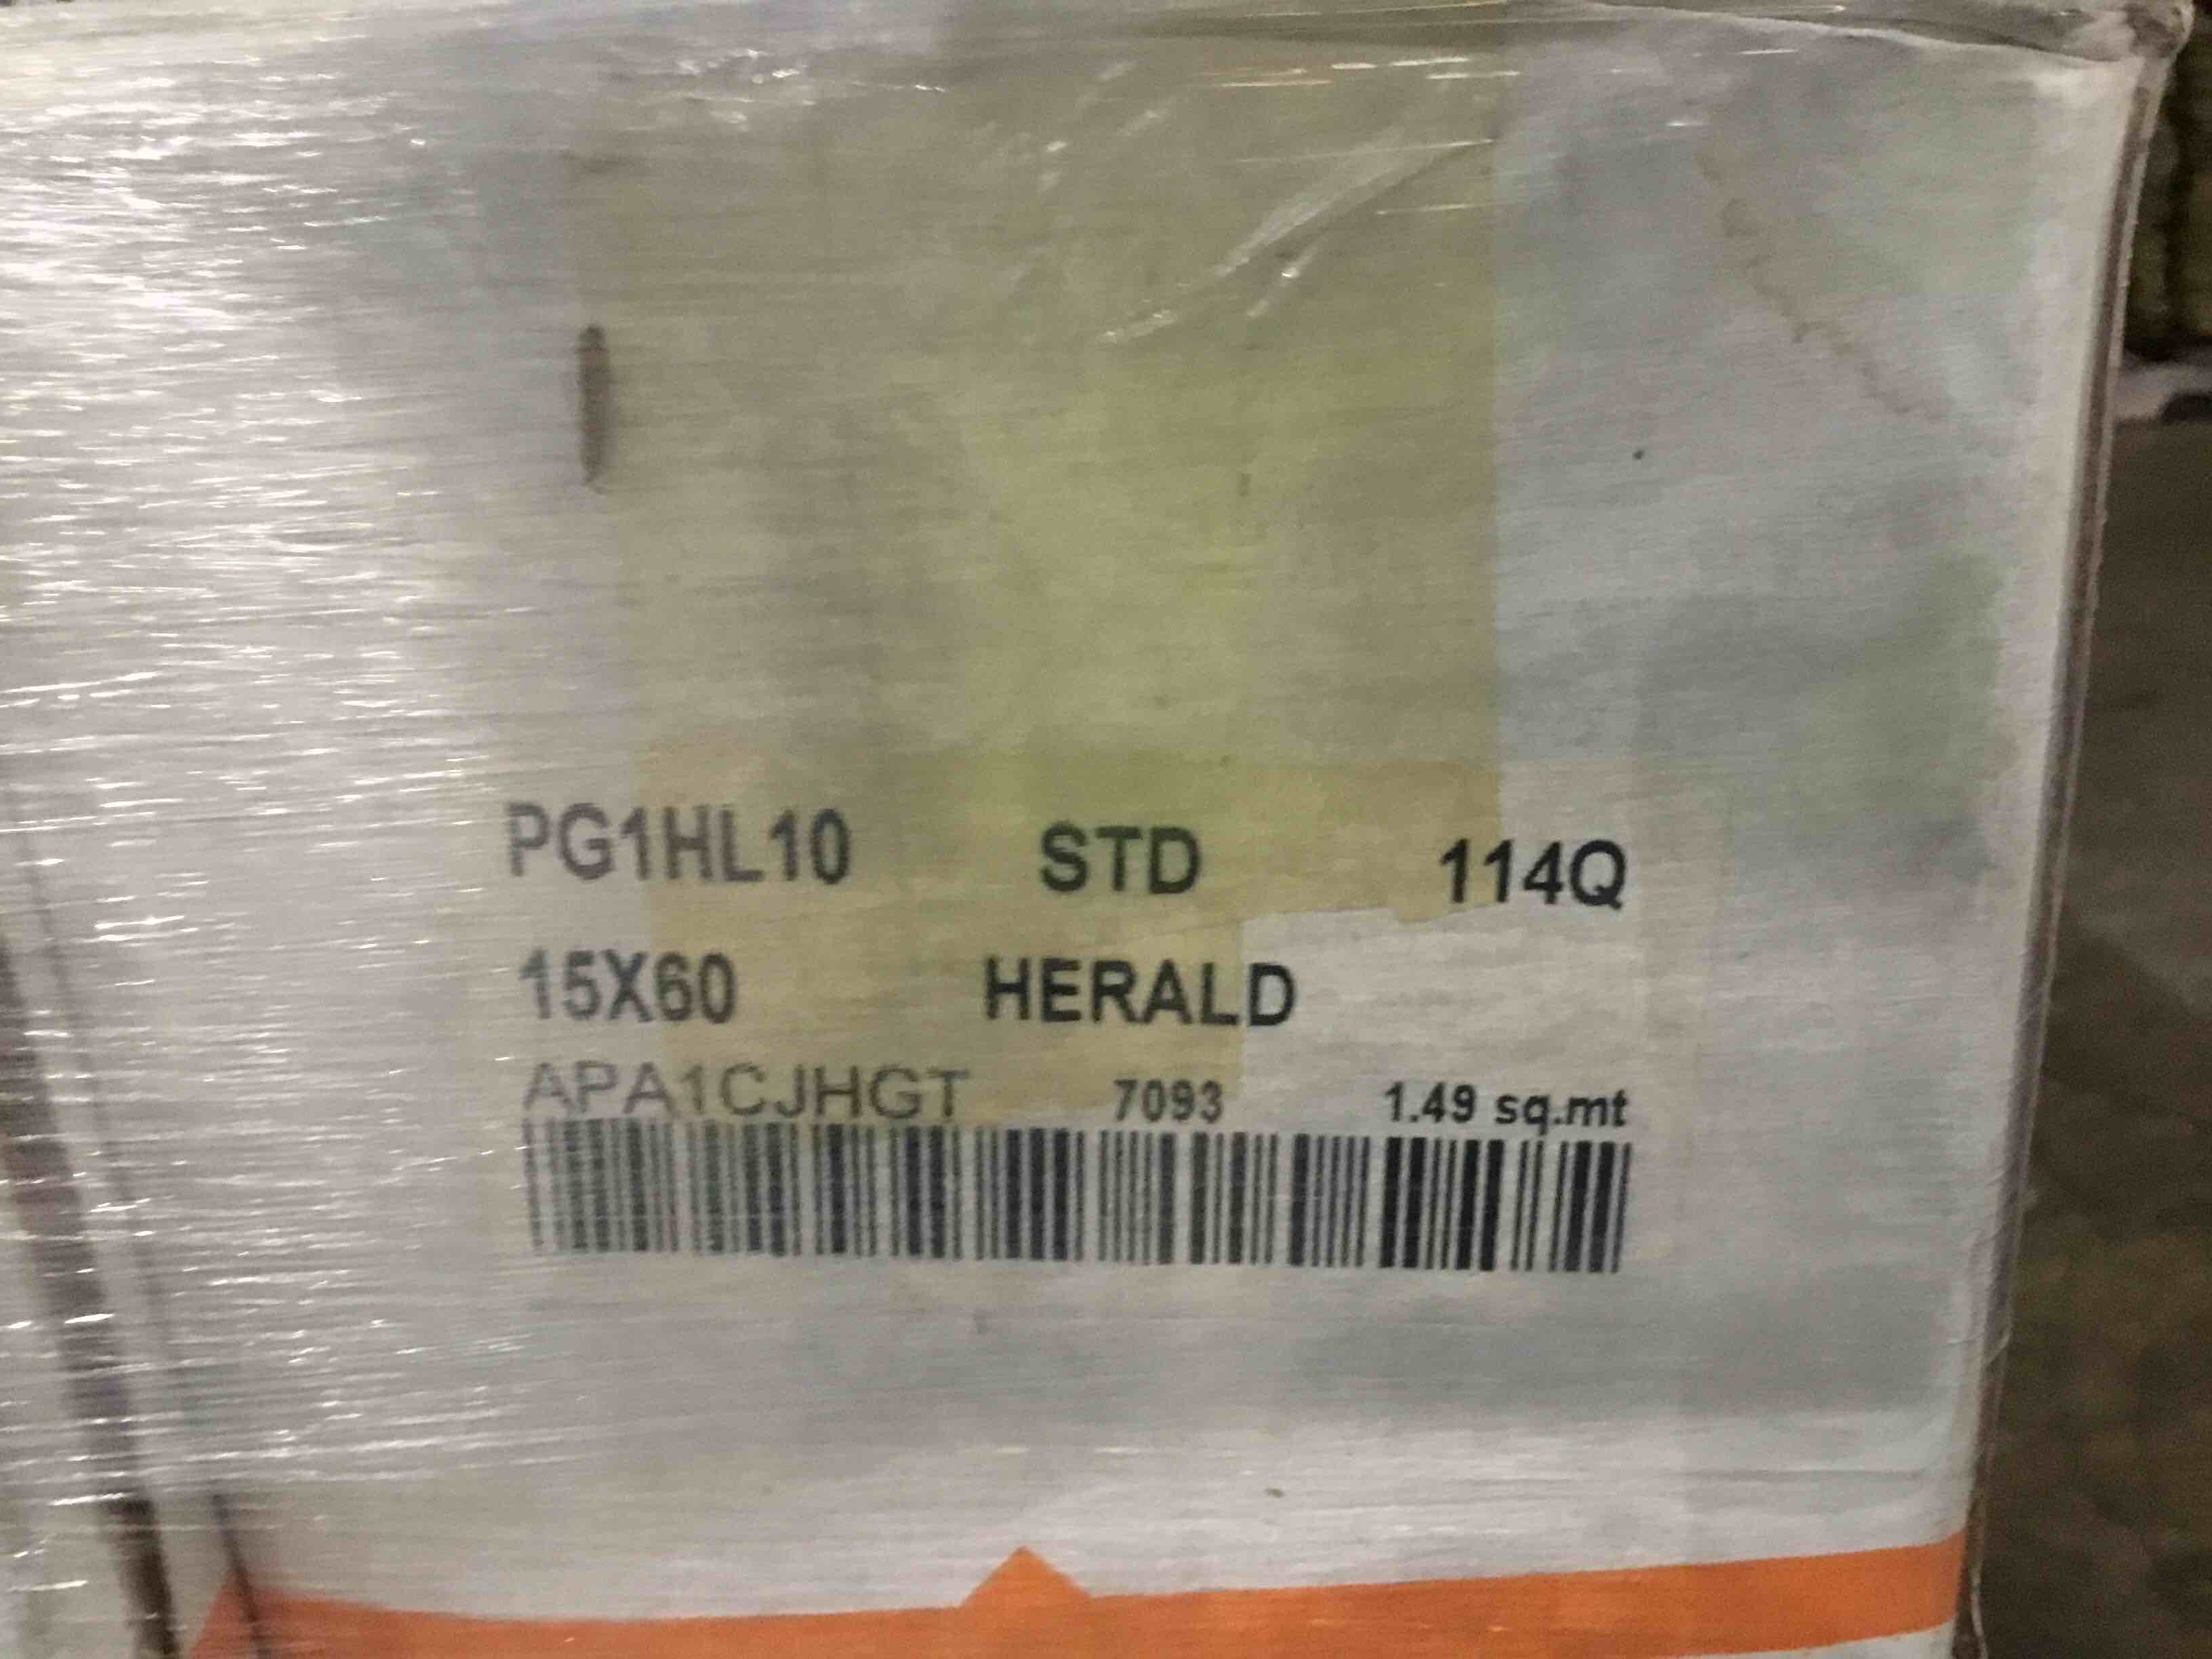 PG1HL10 STD 114Q
15X60 HERALD
APA1CJHGT 7093 1.49 sq.mt